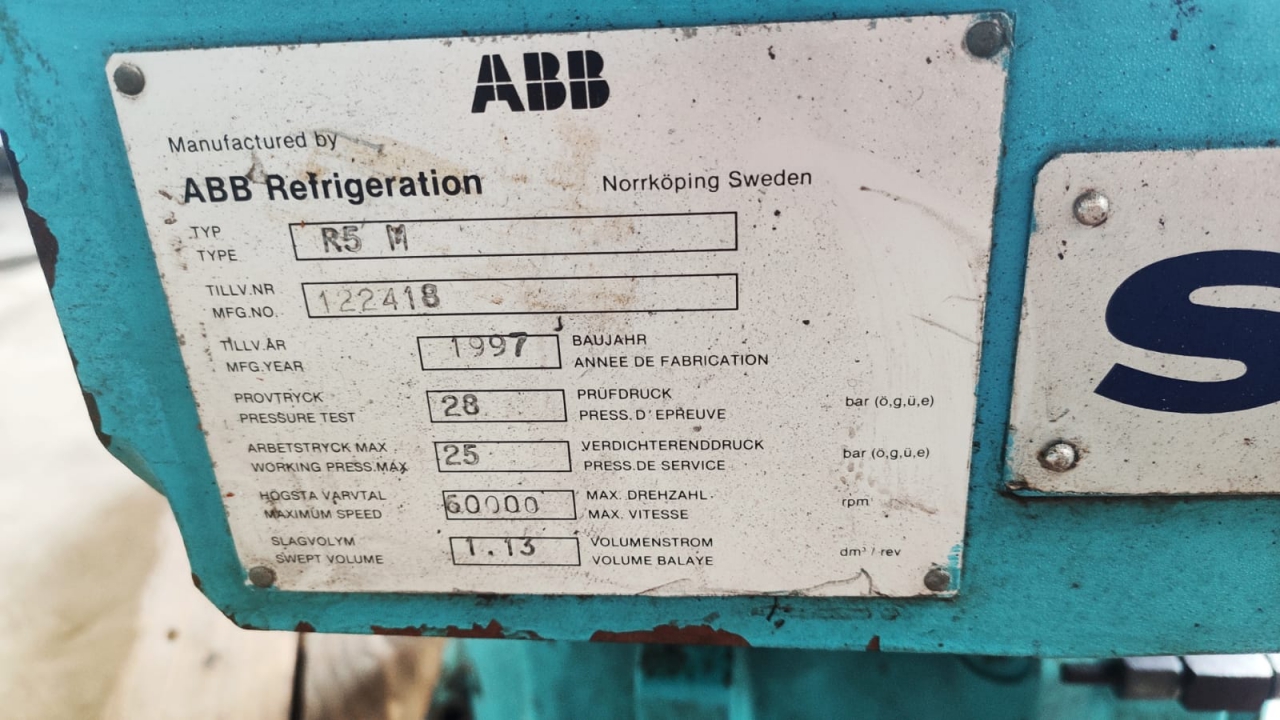 ABB
Manufactured by
ABB Refrigeration Norrköping Sweden
TYP
TYPE R5 M
TILLV.NR
MFG.NO. 122418
TILLV.ÅR 1997 BAUJAHR
MFG.YEAR ANNEE DE FABRICATION
PROVTRYCK 28 PRÜFDRUCK bar (ö,g,ü,e)
PRESSURE TEST PRESS.D'EPREUVE
ARBETSTRYCK MAX 25 VERDICHTERENDDRUCK bar (ö,g,ü,e)
WORKING PRESS.MAX PRESS.DE SERVICE
HÖGSTA VARVTAL 60000 MAX. DREHZAHL rpm
MAXIMUM SPEED MAX. VITESSE
SLAGVOLYM 1.13 VOLUMENSTROM dm³/rev
SWEPT VOLUME VOLUME BALAYE
S